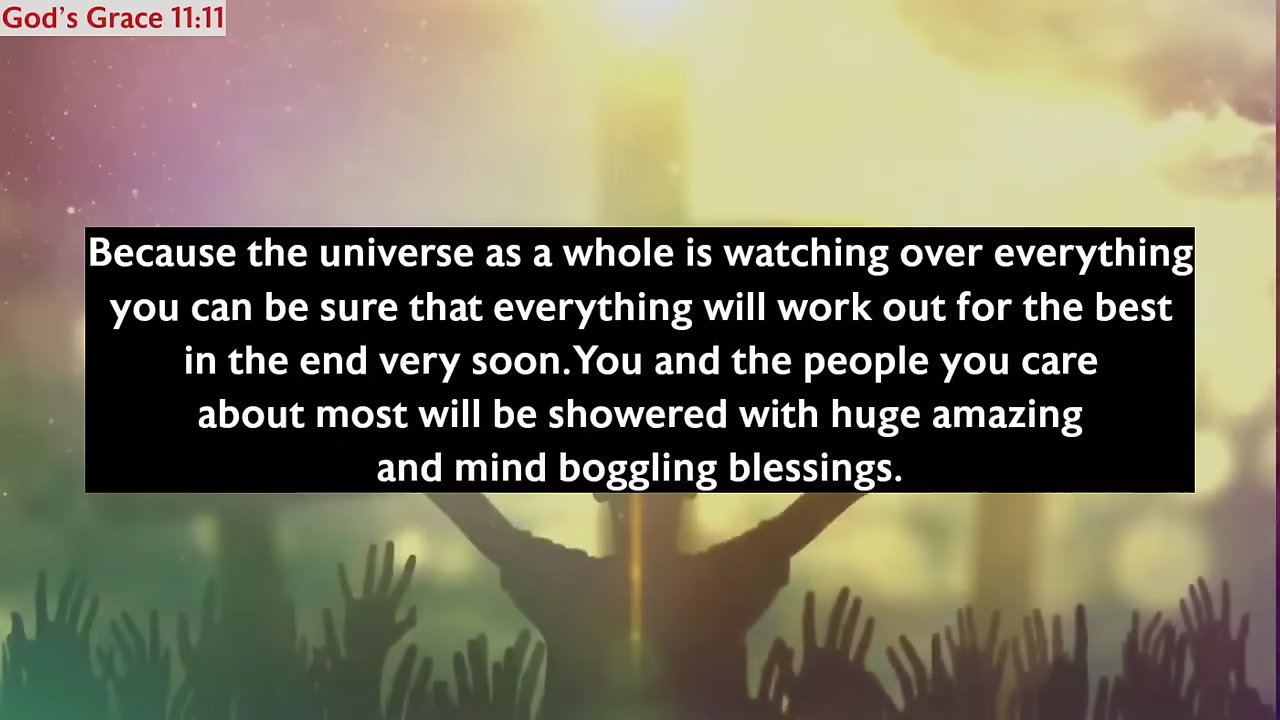 God's Grace 11:11
Because the universe as a whole is watching over everything
you can be sure that everything will work out for the best
in the end very soon.You and the people you care
about most will be showered with huge amazing
and mind boggling blessings.